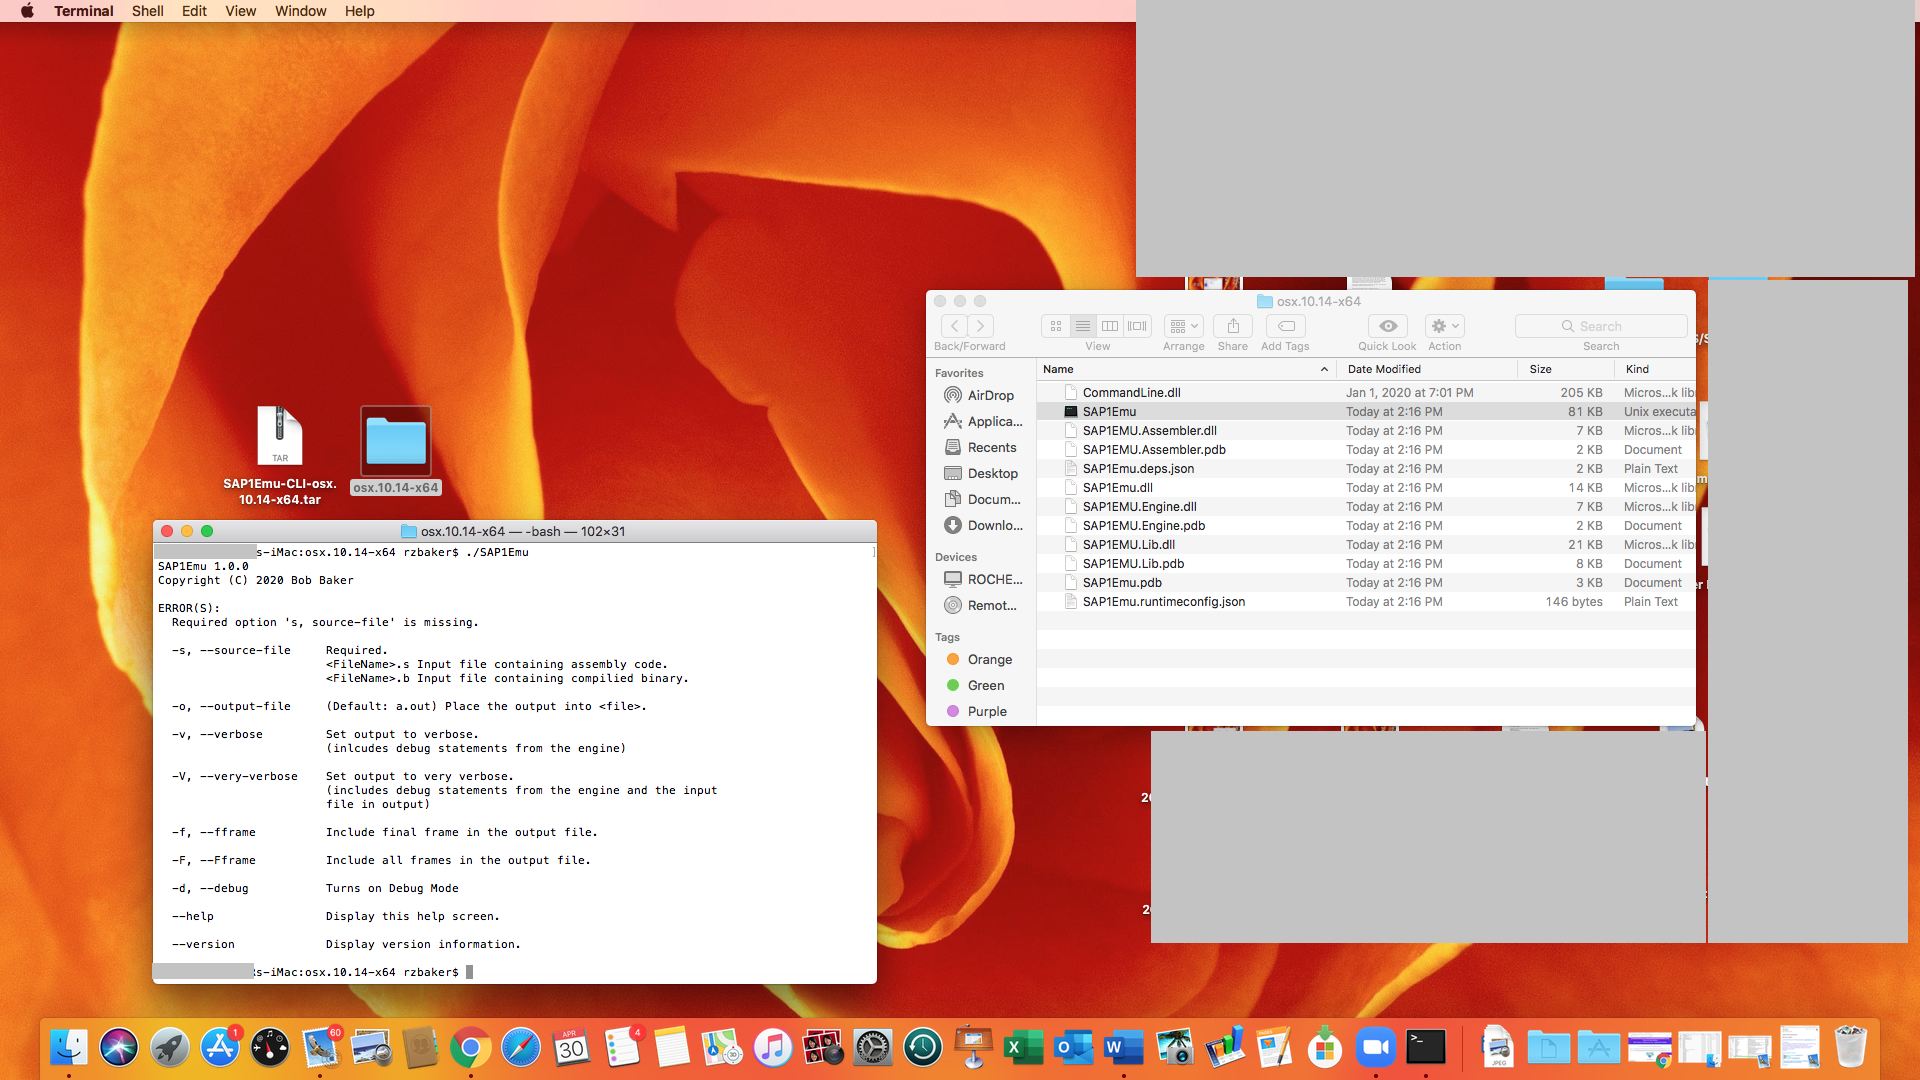 Terminal Shell Edit View Window Help
SAP1Emu-CLI-osx.
10.14-x64.tar
TAR
osx.10.14-x64
osx.10.14-x64 — -bash — 102×31
s-iMac:osx.10.14-x64 rzbaker$ ./SAP1Emu
SAP1Emu 1.0.0
Copyright (C) 2020 Bob Baker
ERROR(S):
Required option 's, source-file' is missing.
-s, --source-file Required.
<FileName>.s Input file containing assembly code.
<FileName>.b Input file containing compilied binary.
-o, --output-file (Default: a.out) Place the output into <file>.
-v, --verbose Set output to verbose.
(inlcudes debug statements from the engine)
-V, --very-verbose Set output to very verbose.
(includes debug statements from the engine and the input
file in output)
-f, --fframe Include final frame in the output file.
-F, --Fframe Include all frames in the output file.
-d, --debug Turns on Debug Mode
--help Display this help screen.
--version Display version information.
s-iMac:osx.10.14-x64 rzbaker$
osx.10.14-x64
Search
Back/Forward View Arrange Share Add Tags Quick Look Action Search
Favorites
AirDrop
Applica...
Recents
Desktop
Docum...
Downlo...
Devices
ROCHE...
Remot...
Tags
Orange
Green
Purple
Name Date Modified Size Kind
CommandLine.dll Jan 1, 2020 at 7:01 PM 205 KB Micros...k libr
SAP1Emu Today at 2:16 PM 81 KB Unix executa
SAP1EMU.Assembler.dll Today at 2:16 PM 7 KB Micros...k libr
SAP1EMU.Assembler.pdb Today at 2:16 PM 2 KB Document
SAP1Emu.deps.json Today at 2:16 PM 2 KB Plain Text
SAP1Emu.dll Today at 2:16 PM 14 KB Micros...k libr
SAP1EMU.Engine.dll Today at 2:16 PM 7 KB Micros...k libr
SAP1EMU.Engine.pdb Today at 2:16 PM 2 KB Document
SAP1EMU.Lib.dll Today at 2:16 PM 21 KB Micros...k libr
SAP1EMU.Lib.pdb Today at 2:16 PM 8 KB Document
SAP1Emu.pdb Today at 2:16 PM 3 KB Document
SAP1Emu.runtimeconfig.json Today at 2:16 PM 146 bytes Plain Text
1
60
APR
30
4
JPEG